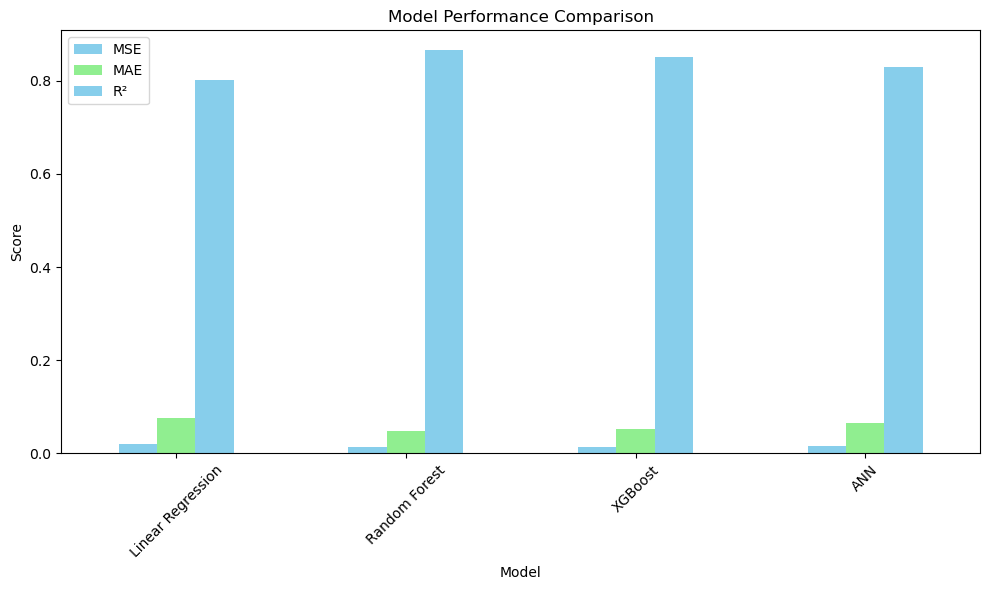 Model Performance Comparison
MSE
MAE
R²
Score
0.8
0.6
0.4
0.2
0.0
Linear Regression
Random Forest
XGBoost
ANN
Model